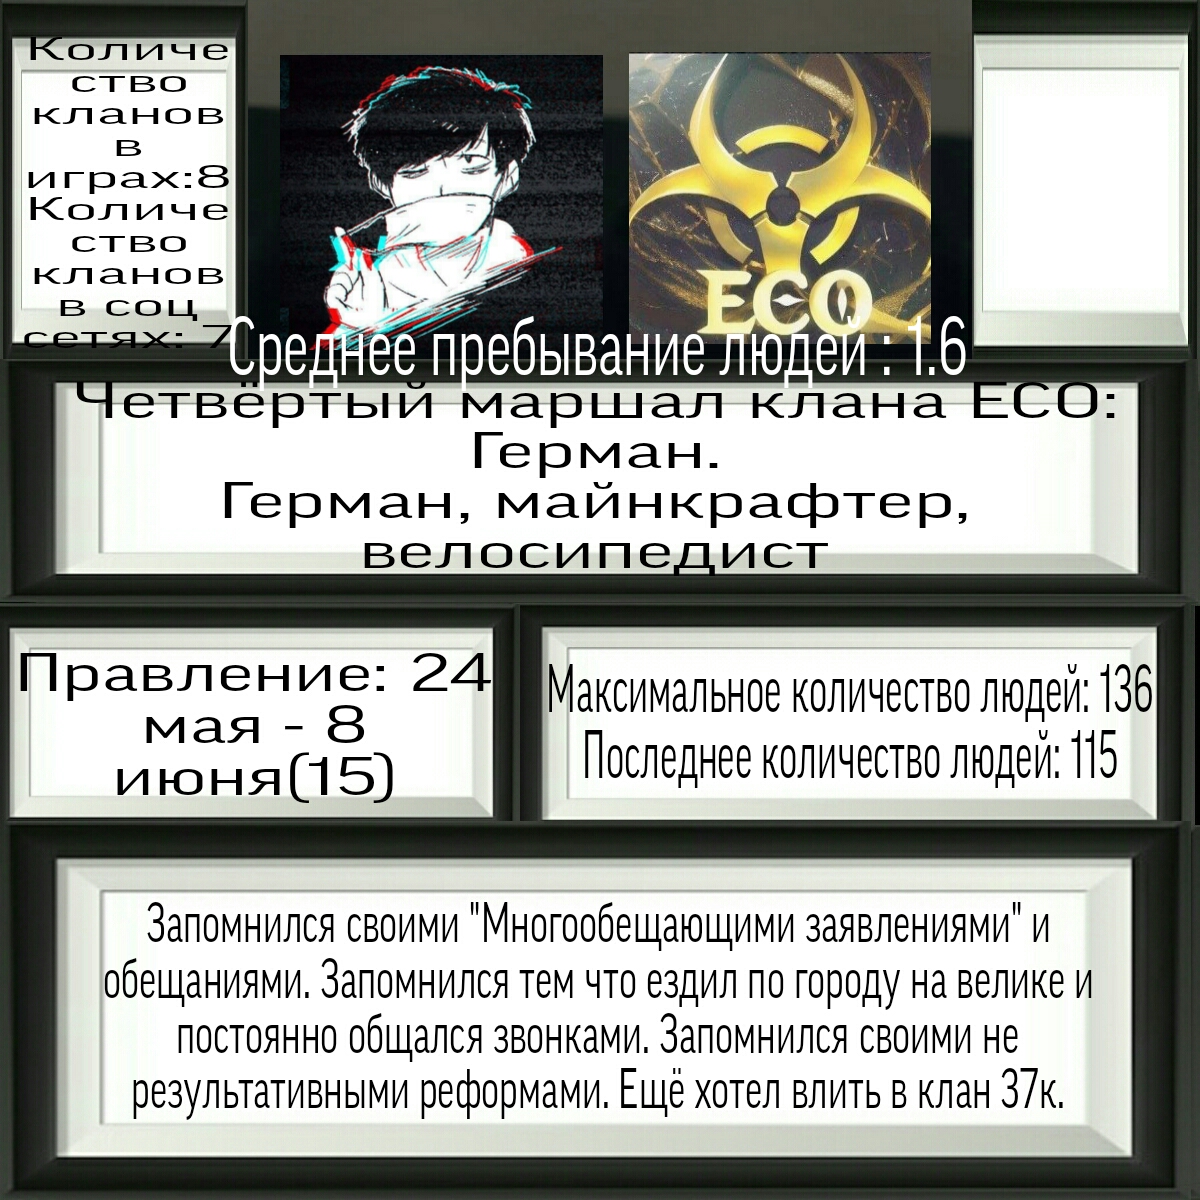 Количе
ство
кланов
в
играх:8
Количе
ство
кланов
в соц
сетях: 7
ECO
Среднее пребывание людей : 1.6
Четвёртый маршал клана ECO:
Герман.
Герман, майнкрафтер,
велосипедист
Правление: 24
мая - 8
июня(15)
Максимальное количество людей: 136
Последнее количество людей: 115
Запомнился своими "Многообещающими заявлениями" и
обещаниями. Запомнился тем что ездил по городу на велике и
постоянно общался звонками. Запомнился своими не
результативными реформами. Ещё хотел влить в клан 37к.